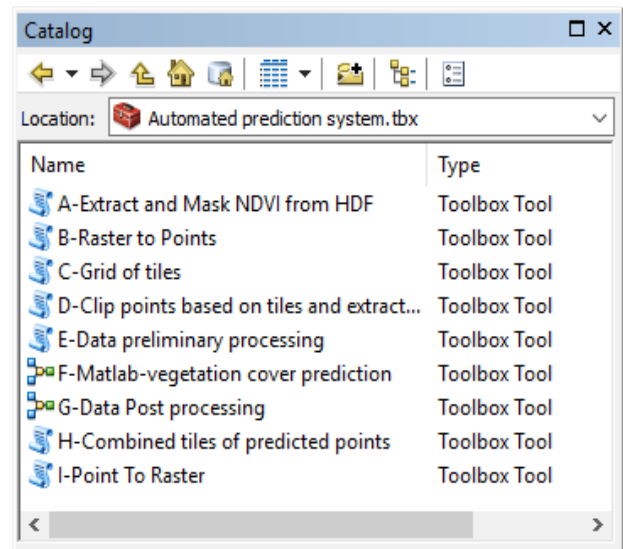 Catalog
Location: Automated prediction system.tbx
Name Type
A-Extract and Mask NDVI from HDF Toolbox Tool
B-Raster to Points Toolbox Tool
C-Grid of tiles Toolbox Tool
D-Clip points based on tiles and extract... Toolbox Tool
E-Data preliminary processing Toolbox Tool
F-Matlab-vegetation cover prediction Toolbox Tool
G-Data Post processing Toolbox Tool
H-Combined tiles of predicted points Toolbox Tool
I-Point To Raster Toolbox Tool